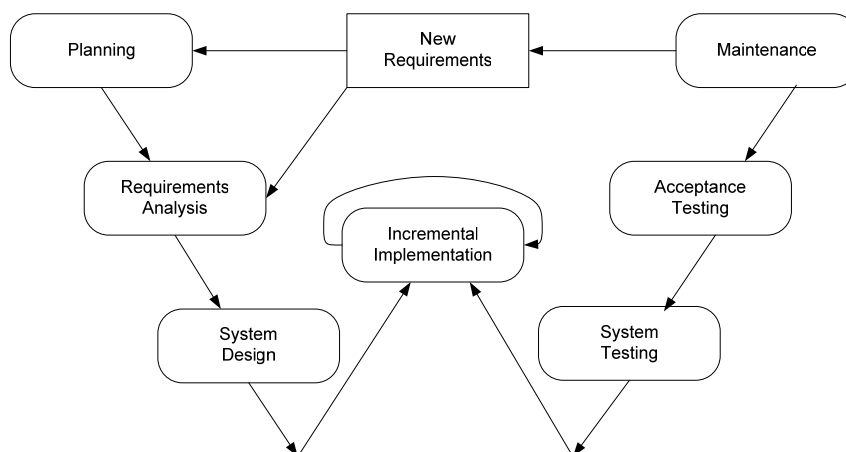 Planning
New
Requirements
Maintenance
Requirements
Analysis
Acceptance
Testing
Incremental
Implementation
System
Design
System
Testing